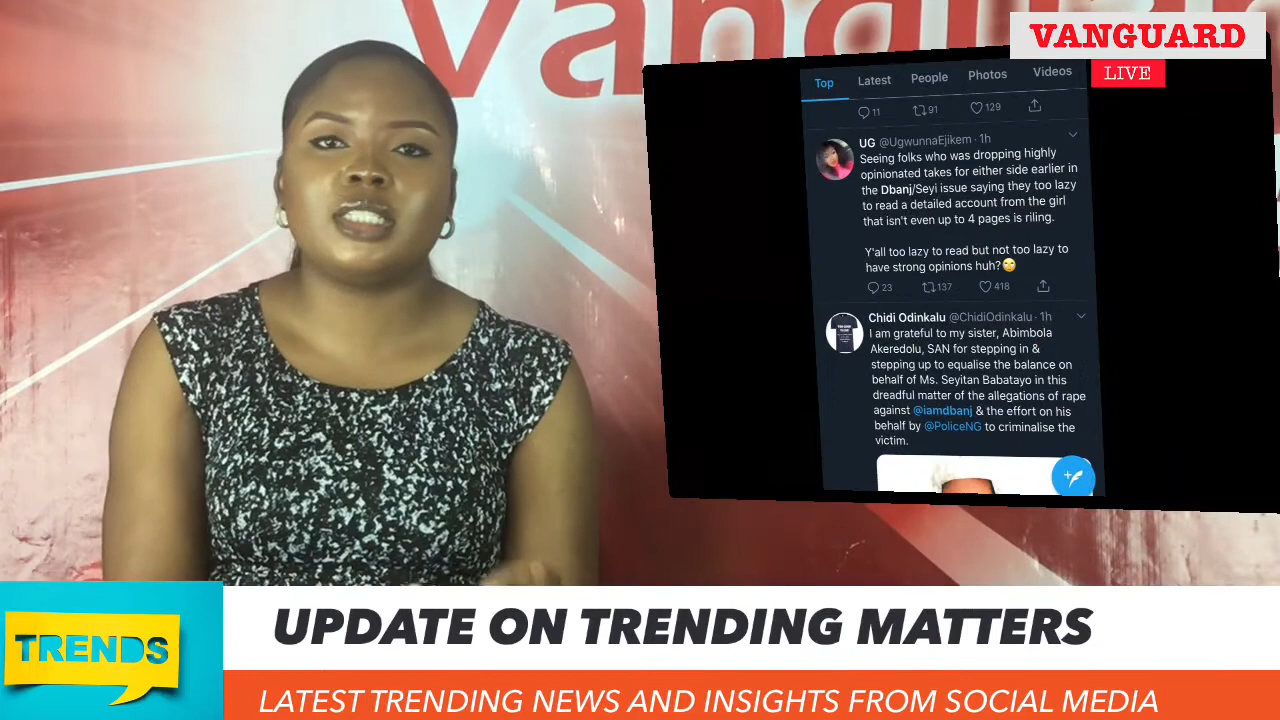 Vanguard
VANGUARD
LIVE
Top Latest People Photos Videos
11 91 129
UG @UgwunnaEjikem · 1h
Seeing folks who was dropping highly
opinionated takes for either side earlier in
the Dbanj/Seyi issue saying they too lazy
to read a detailed account from the girl
that isn't even up to 4 pages is riling.
Y'all too lazy to read but not too lazy to
have strong opinions huh?🙄
23 137 418
Chidi Odinkalu @ChidiOdinkalu · 1h
I am grateful to my sister, Abimbola
Akeredolu, SAN for stepping in &
stepping up to equalise the balance on
behalf of Ms. Seyitan Babatayo in this
dreadful matter of the allegations of rape
against @iamdbanj & the effort on his
behalf by @PoliceNG to criminalise the
victim.
TRENDS
UPDATE ON TRENDING MATTERS
LATEST TRENDING NEWS AND INSIGHTS FROM SOCIAL MEDIA